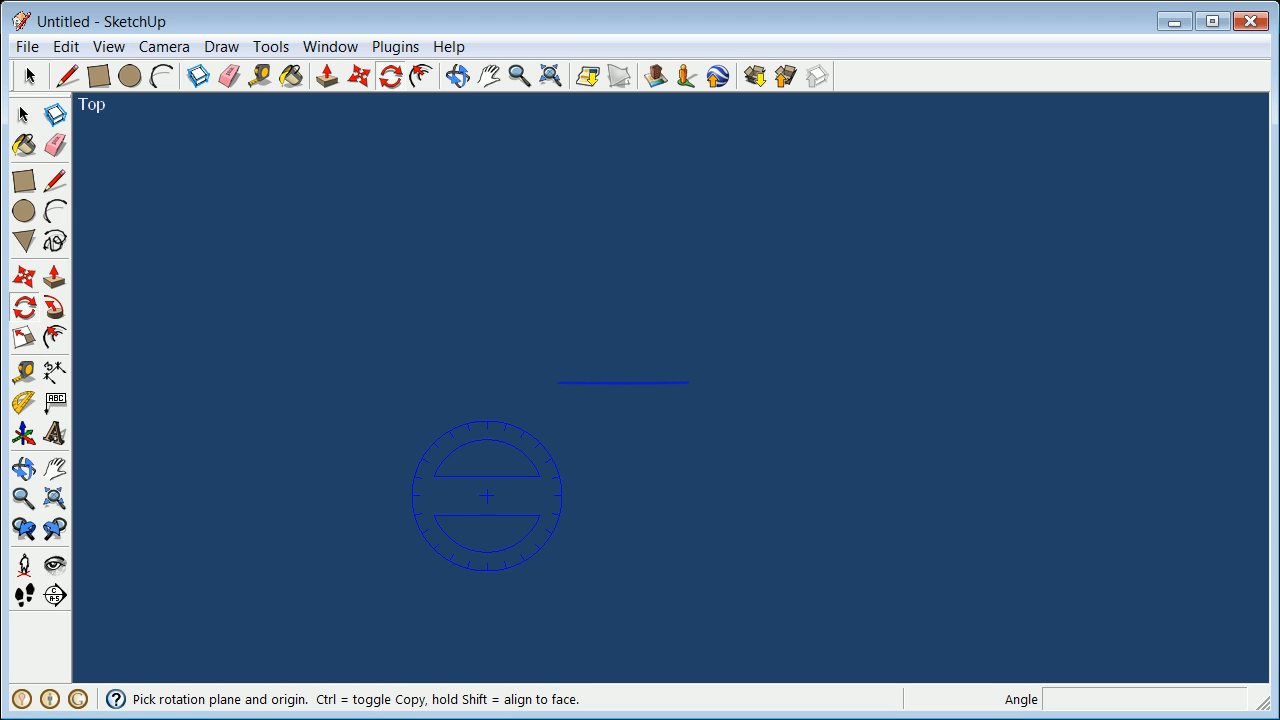 Untitled - SketchUp
File Edit View Camera Draw Tools Window Plugins Help
Top
ABC
A
C
A-5
Pick rotation plane and origin.  Ctrl = toggle Copy, hold Shift = align to face.
Angle